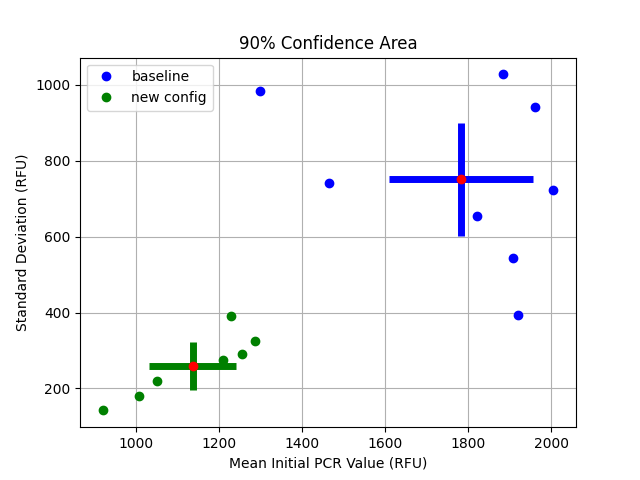 90% Confidence Area
baseline
new config
Standard Deviation (RFU)
1000
800
600
400
200
1000 1200 1400 1600 1800 2000
Mean Initial PCR Value (RFU)